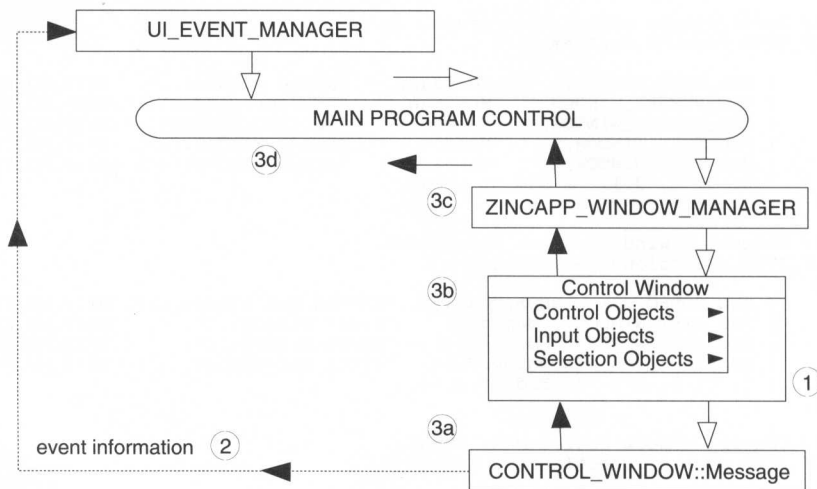 UI_EVENT_MANAGER
MAIN PROGRAM CONTROL
3d
3c
ZINCAPP_WINDOW_MANAGER
3b
Control Window
Control Objects
Input Objects
Selection Objects
1
3a
event information 2
CONTROL_WINDOW::Message